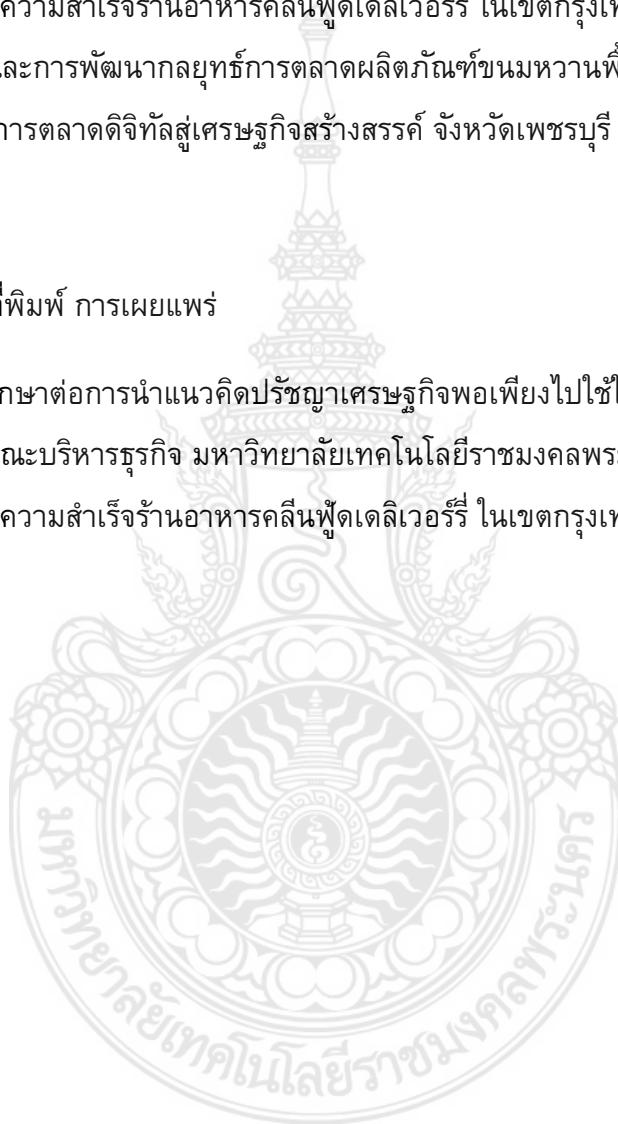 ความสำเร็จร้านอาหารคลีนฟู้ดเดลิเวอร์รี่ ในเขตกรุงเท
และการพัฒนากลยุทธ์การตลาดผลิตภัณฑ์ขนมหวานพื้
การตลาดดิจิทัลสู่เศรษฐกิจสร้างสรรค์ จังหวัดเพชรบุรี
ที่พิมพ์ การเผยแพร่
กษาต่อการนำแนวคิดปรัชญาเศรษฐกิจพอเพียงไปใช้ใ
คณะบริหารธุรกิจ มหาวิทยาลัยเทคโนโลยีราชมงคลพระ
ความสำเร็จร้านอาหารคลีนฟู้ดเดลิเวอร์รี่ ในเขตกรุงเท
มหาวิทยาลัยเทคโนโลยีราชมงคลพระนคร